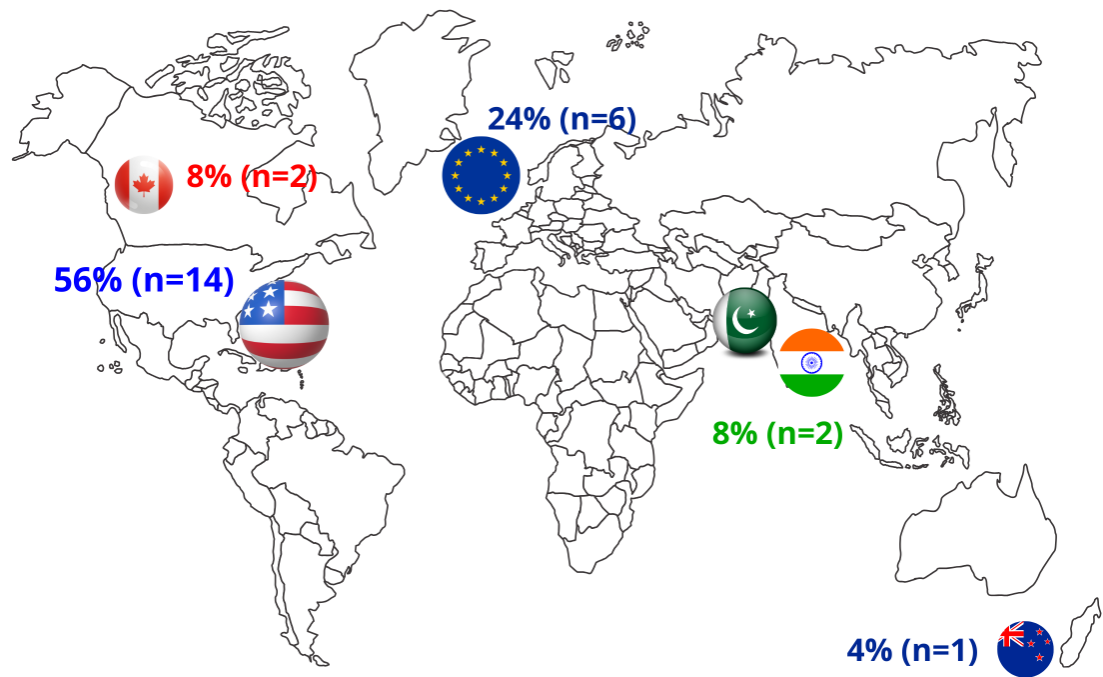 24% (n=6)
8% (n=2)
56% (n=14)
8% (n=2)
4% (n=1)